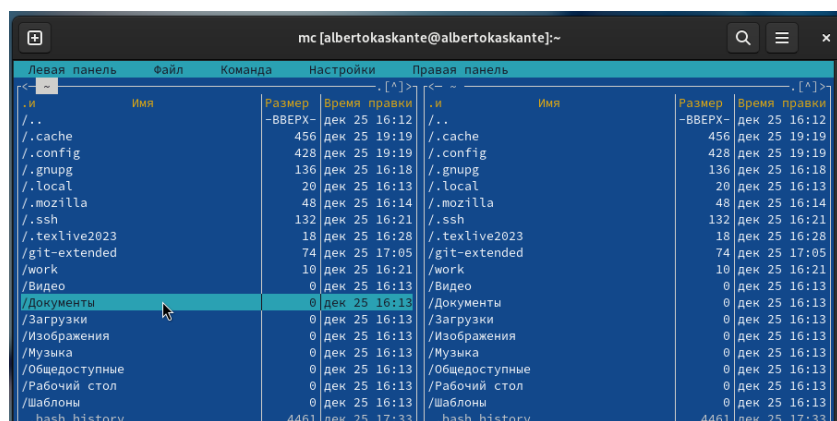 mc [albertokaskante@albertokaskante]:~
Левая панель Файл Команда Настройки Правая панель
<- ~ .[^]> <- ~ .[^]>
.и Имя Размер Время правки .и Имя Размер Время правки
/.. -ВВЕРХ- дек 25 16:12 /.. -ВВЕРХ- дек 25 16:12
/.cache 456 дек 25 19:19 /.cache 456 дек 25 19:19
/.config 428 дек 25 19:19 /.config 428 дек 25 19:19
/.gnupg 136 дек 25 16:18 /.gnupg 136 дек 25 16:18
/.local 20 дек 25 16:13 /.local 20 дек 25 16:13
/.mozilla 48 дек 25 16:14 /.mozilla 48 дек 25 16:14
/.ssh 132 дек 25 16:21 /.ssh 132 дек 25 16:21
/.texlive2023 18 дек 25 16:28 /.texlive2023 18 дек 25 16:28
/git-extended 74 дек 25 17:05 /git-extended 74 дек 25 17:05
/work 10 дек 25 16:21 /work 10 дек 25 16:21
/Видео 0 дек 25 16:13 /Видео 0 дек 25 16:13
/Документы 0 дек 25 16:13 /Документы 0 дек 25 16:13
/Загрузки 0 дек 25 16:13 /Загрузки 0 дек 25 16:13
/Изображения 0 дек 25 16:13 /Изображения 0 дек 25 16:13
/Музыка 0 дек 25 16:13 /Музыка 0 дек 25 16:13
/Общедоступные 0 дек 25 16:13 /Общедоступные 0 дек 25 16:13
/Рабочий стол 0 дек 25 16:13 /Рабочий стол 0 дек 25 16:13
/Шаблоны 0 дек 25 16:13 /Шаблоны 0 дек 25 16:13
bash_history 4461 дек 25 17:33 bash_history 4461 дек 25 17:33